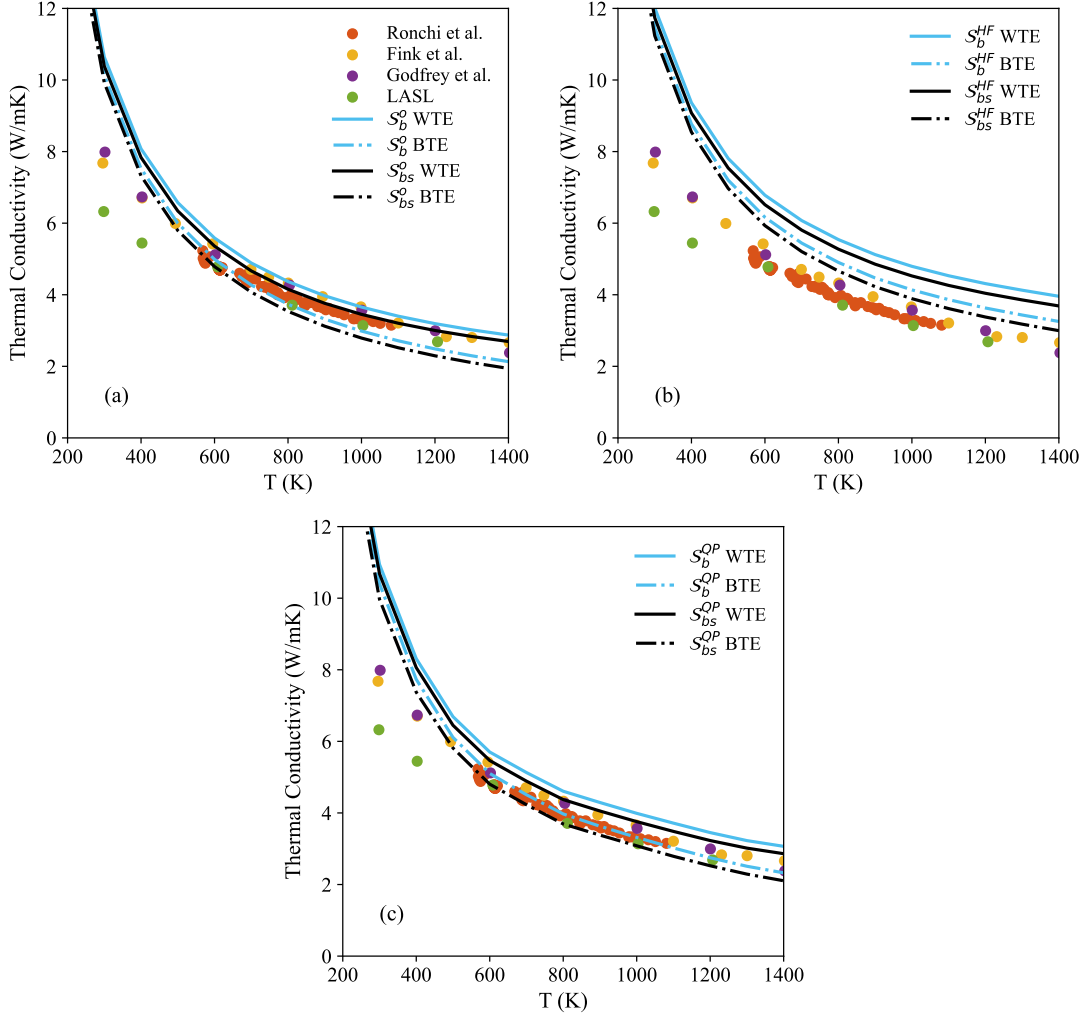 12
10
8
6
4
2
0
200
400
600
800
1000
1200
1400
Thermal Conductivity (W/mK)
T (K)
(a)
Ronchi et al.
Fink et al.
Godfrey et al.
LASL
S_b^o WTE
S_b^o BTE
S_bs^o WTE
S_bs^o BTE
12
10
8
6
4
2
0
200
400
600
800
1000
1200
1400
Thermal Conductivity (W/mK)
T (K)
(b)
S_b^HF WTE
S_b^HF BTE
S_bs^HF WTE
S_bs^HF BTE
12
10
8
6
4
2
0
200
400
600
800
1000
1200
1400
Thermal Conductivity (W/mK)
T (K)
(c)
S_b^QP WTE
S_b^QP BTE
S_bs^QP WTE
S_bs^QP BTE